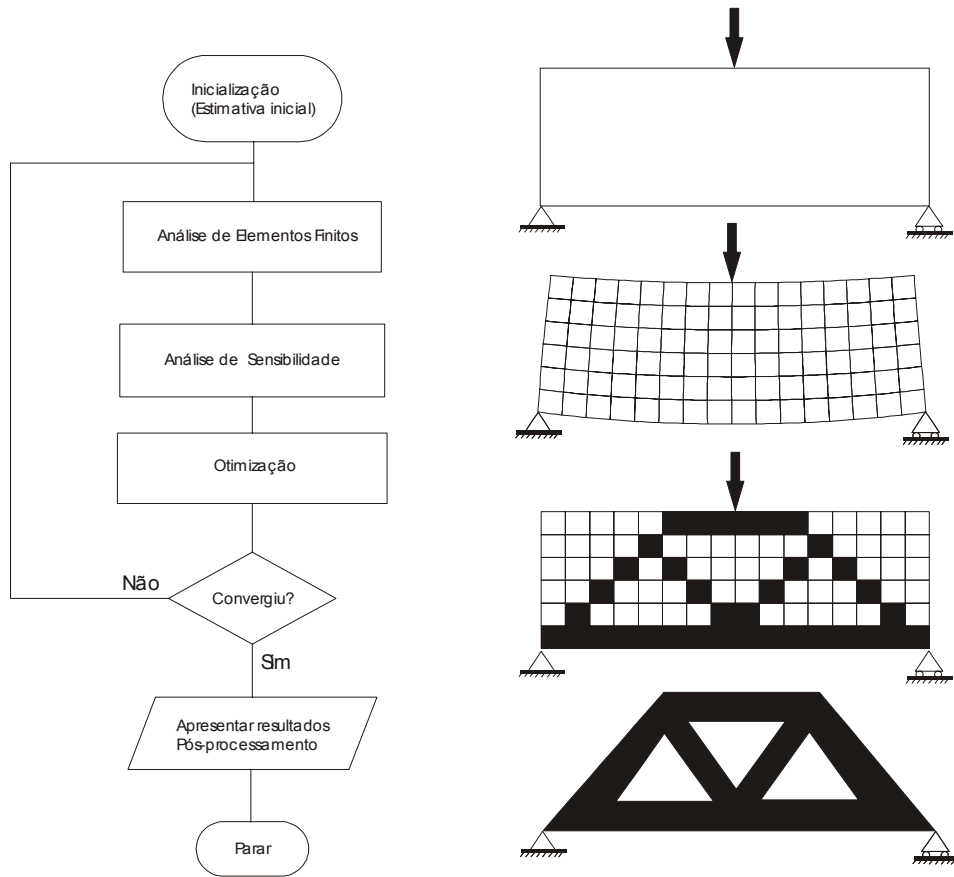 Inicialização
(Estimativa inicial)
Análise de Elementos Finitos
Análise de Sensibilidade
Otimização
Não
Convergiu?
Sim
Apresentar resultados
Pós-processamento
Parar